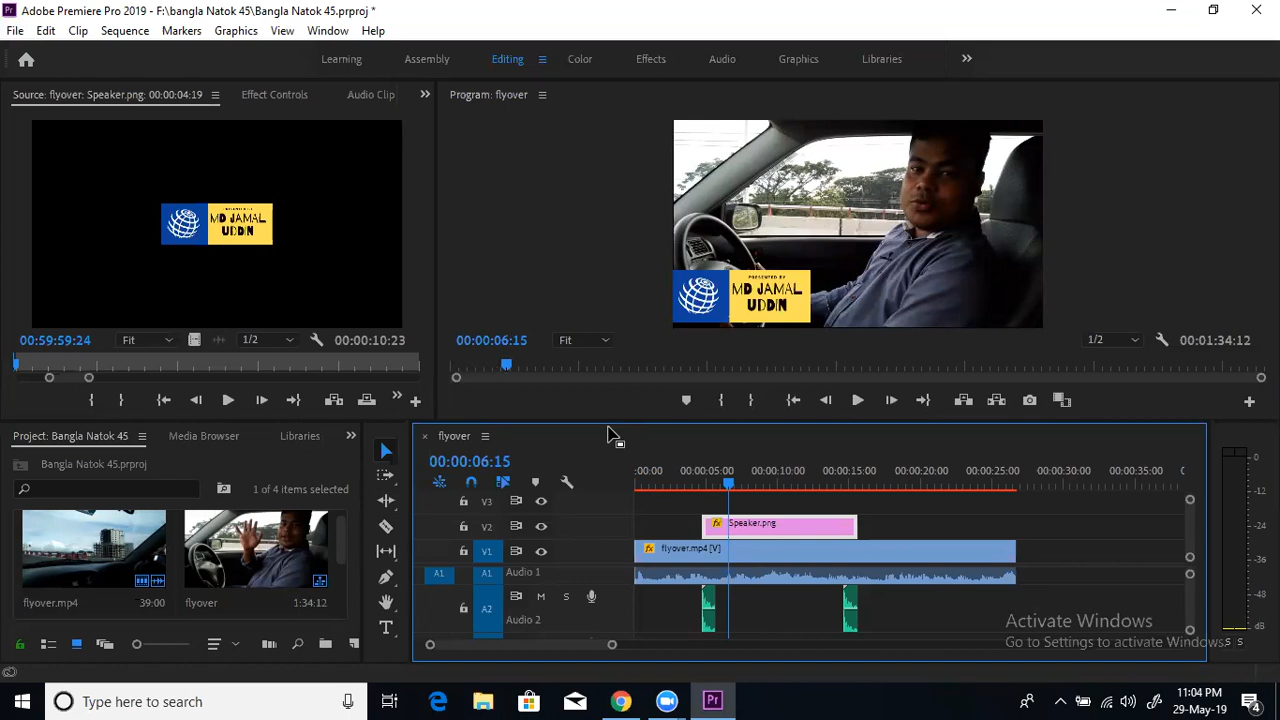 Adobe Premiere Pro 2019 - F:\bangla Natok 45\Bangla Natok 45.prproj *
File Edit Clip Sequence Markers Graphics View Window Help
Learning Assembly Editing Color Effects Audio Graphics Libraries
Source: flyover: Speaker.png: 00:00:04:19 Effect Controls Audio Clip
Program: flyover
MD JAMAL
UDDIN
PRESENTED BY
MD JAMAL
UDDIN
00:59:59:24 Fit 1/2 00:00:10:23
00:00:06:15 Fit 1/2 00:01:34:12
Project: Bangla Natok 45 Media Browser Libraries
Bangla Natok 45.prproj
1 of 4 items selected
flyover.mp4 39:00
flyover 1:34:12
flyover
00:00:06:15
:00:00 00:00:05:00 00:00:10:00 00:00:15:00 00:00:20:00 00:00:25:00 00:00:30:00 00:00:35:00
V3
V2 Speaker.png
V1 flyover.mp4 [V]
A1 A1 Audio 1
A2 M S
Audio 2
0
-12
-24
-36
-48
dB
S S
Activate Windows
Go to Settings to activate Windows.
Type here to search
11:04 PM
29-May-19
4